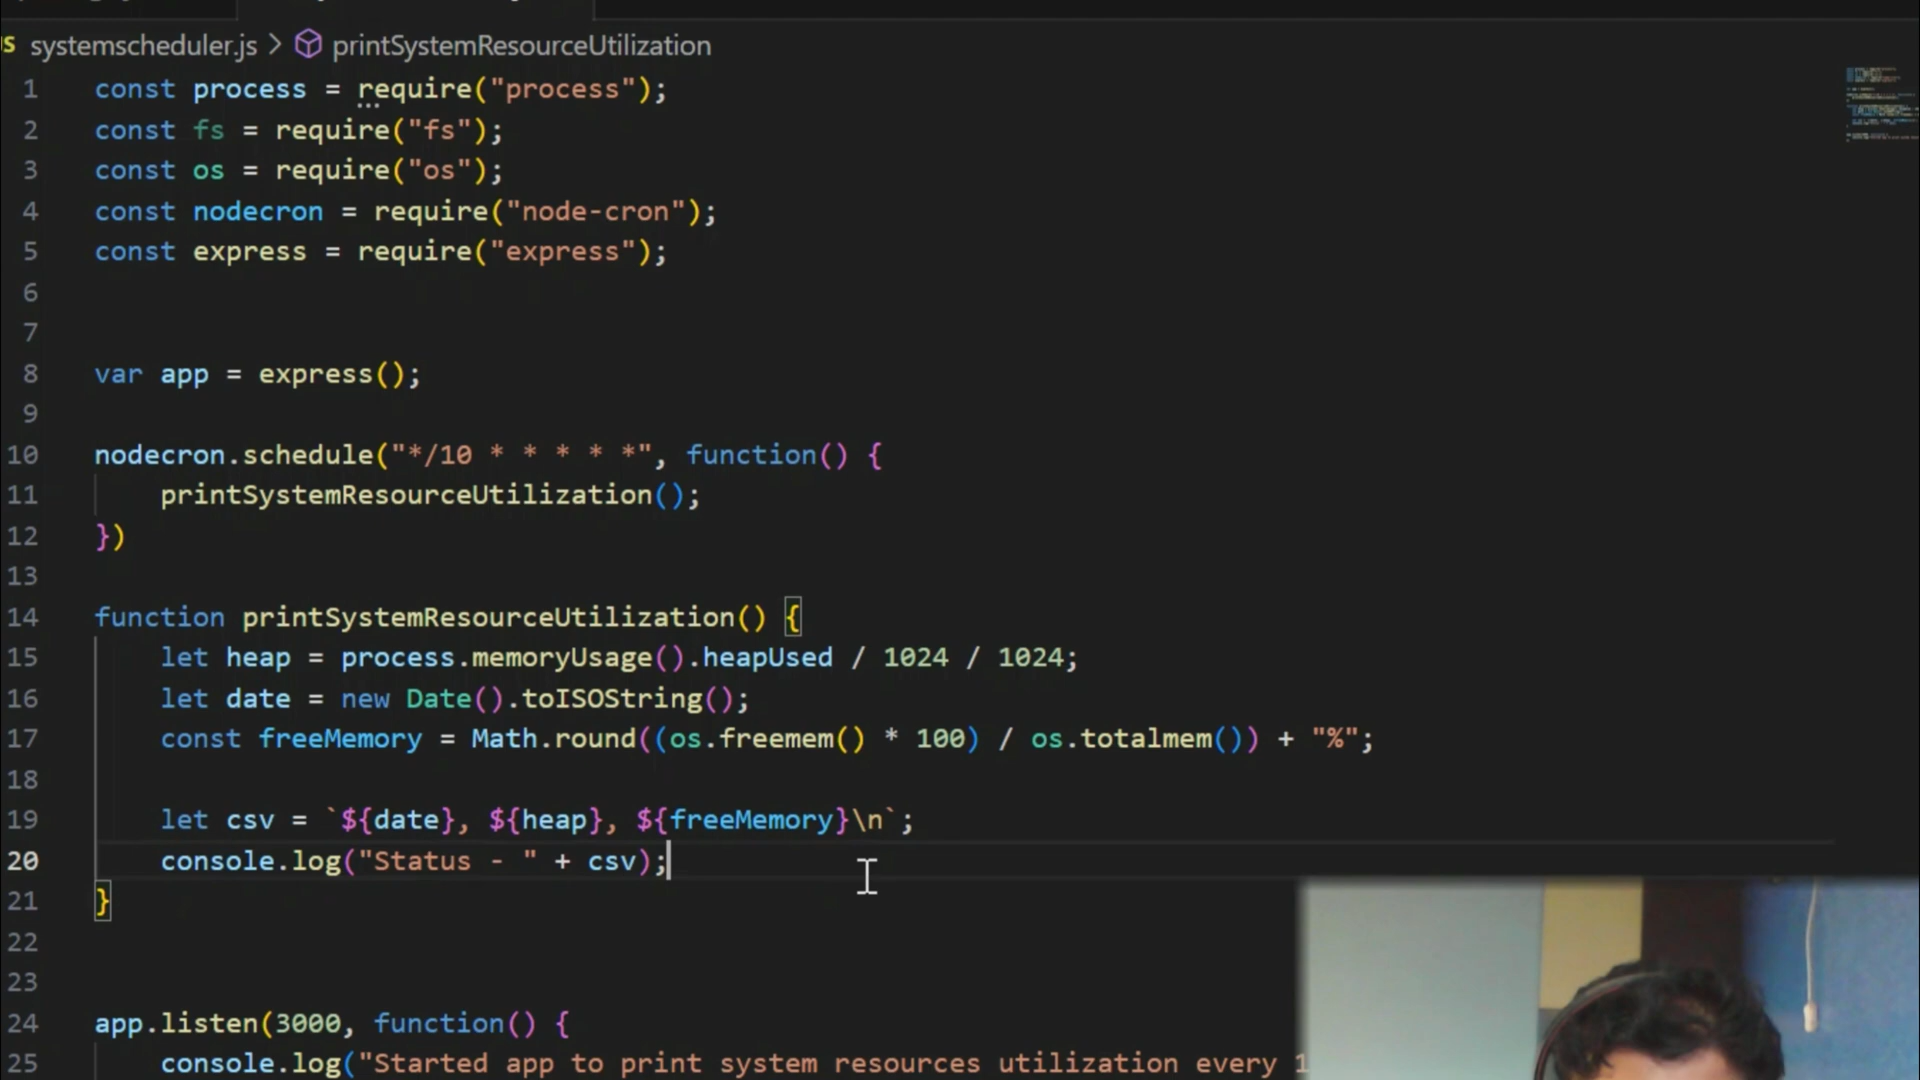 systemscheduler.js > printSystemResourceUtilization
1 const process = require("process");
2 const fs = require("fs");
3 const os = require("os");
4 const nodecron = require("node-cron");
5 const express = require("express");
6
7
8 var app = express();
9
10 nodecron.schedule("*/10 * * * * *", function() {
11 printSystemResourceUtilization();
12 })
13
14 function printSystemResourceUtilization() {
15 let heap = process.memoryUsage().heapUsed / 1024 / 1024;
16 let date = new Date().toISOString();
17 const freeMemory = Math.round((os.freemem() * 100) / os.totalmem()) + "%";
18
19 let csv = `${date}, ${heap}, ${freeMemory}\n`;
20 console.log("Status - " + csv);
21 }
22
23
24 app.listen(3000, function() {
25 console.log("Started app to print system resources utilization every